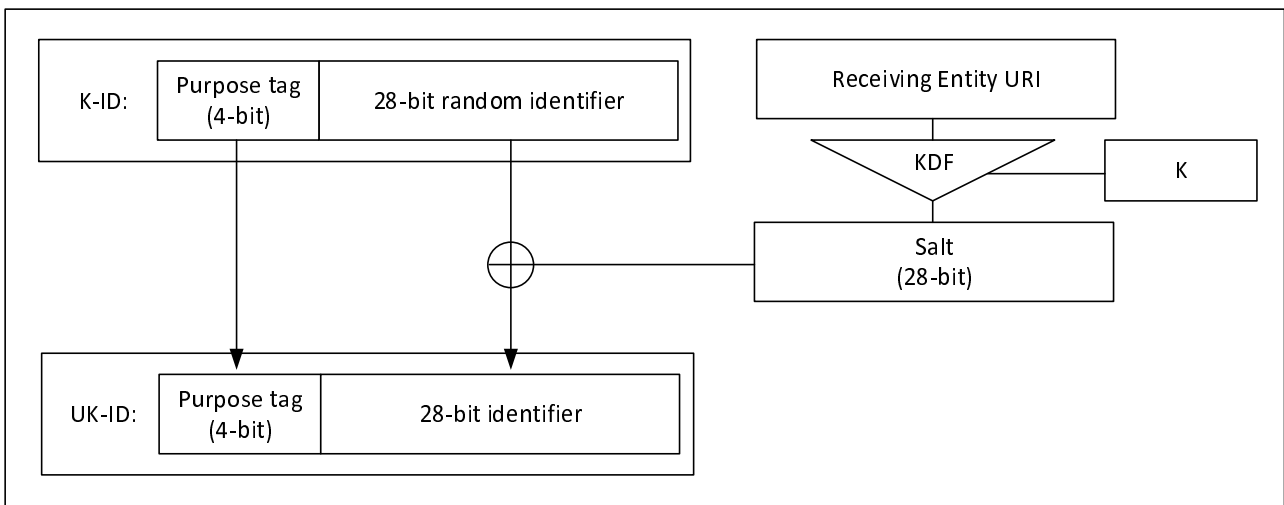 K-ID:
Purpose tag
(4-bit)
28-bit random identifier
Receiving Entity URI
KDF
K
Salt
(28-bit)
UK-ID:
Purpose tag
(4-bit)
28-bit identifier